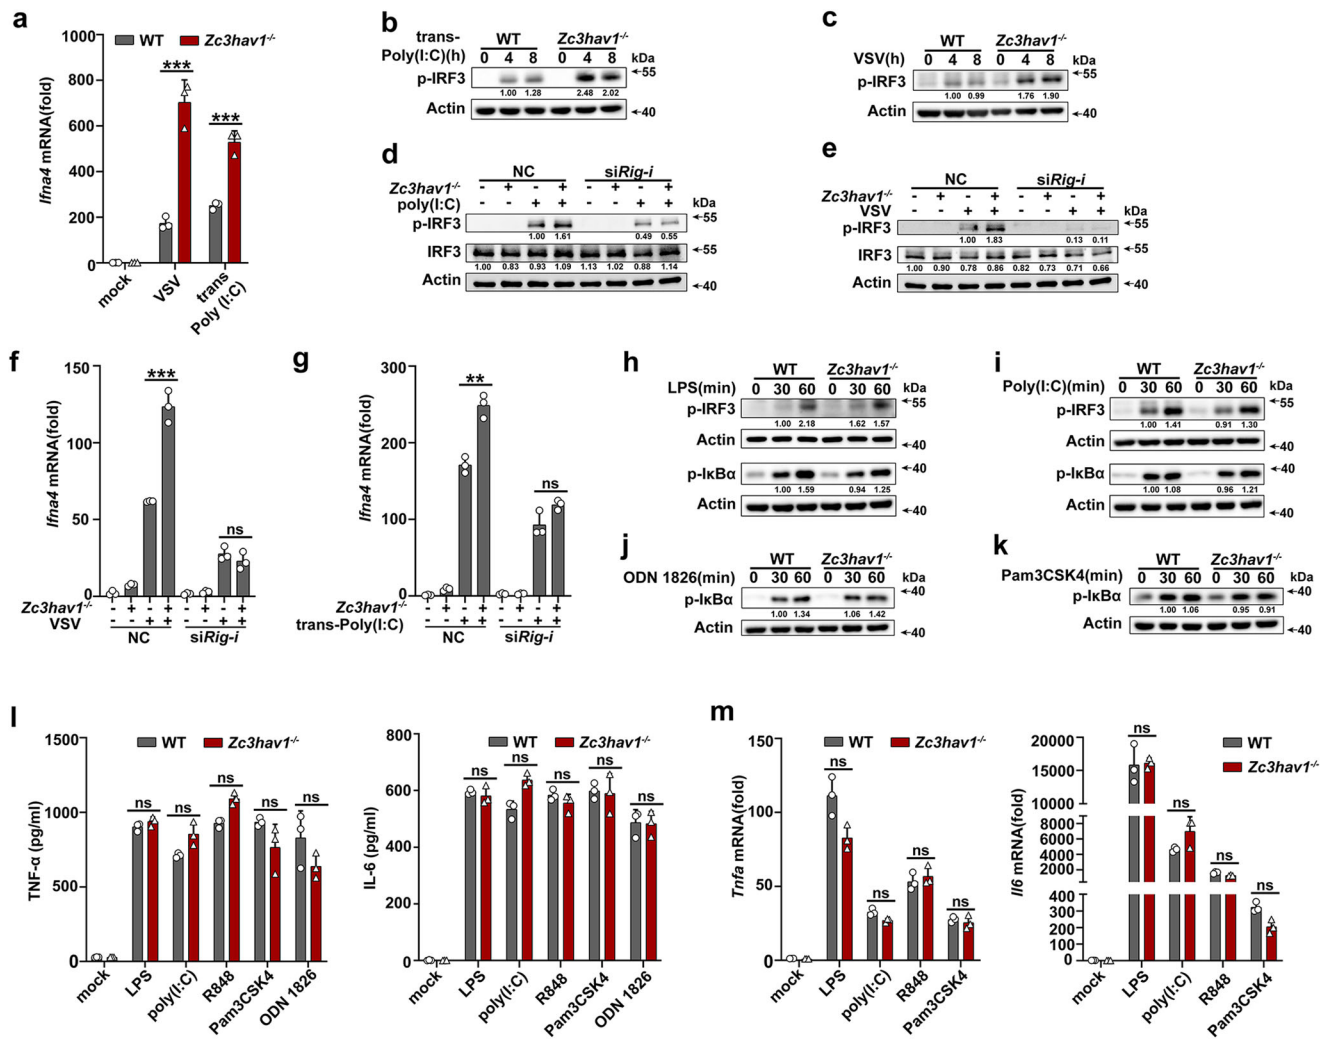 a
Ifna4 mRNA(fold)
1000
800
600
400
200
0
WT Zc3hav1-/-
*** ***
mock VSV trans Poly (I:C)
b
trans-
Poly(I:C)(h)
WT Zc3hav1-/-
0 4 8 0 4 8 kDa
p-IRF3 55
1.00 1.28 2.48 2.02
Actin 40
c
WT Zc3hav1-/-
VSV(h) 0 4 8 0 4 8 kDa
p-IRF3 55
1.00 0.99 1.76 1.90
Actin 40
d
NC siRig-i
Zc3hav1-/- - + - + - + - +
poly(I:C) - - + + - - + + kDa
p-IRF3 55
1.00 1.61 0.49 0.55
IRF3 55
1.00 0.83 0.93 1.09 1.13 1.02 0.88 1.14
Actin 40
e
NC siRig-i
Zc3hav1-/- - + - + - + - +
VSV - - + + - - + + kDa
p-IRF3 55
1.00 1.83 0.13 0.11
IRF3 55
1.00 0.90 0.78 0.86 0.82 0.73 0.71 0.66
Actin 40
f
Ifna4 mRNA(fold)
150
100
50
0
*** ns
Zc3hav1-/- - + - + - + - +
VSV - - + + - - + +
NC siRig-i
g
Ifna4 mRNA(fold)
300
200
100
0
** ns
Zc3hav1-/- - + - + - + - +
trans-Poly(I:C) - - + + - - + +
NC siRig-i
h
WT Zc3hav1-/-
LPS(min) 0 30 60 0 30 60 kDa
p-IRF3 55
1.00 2.18 1.62 1.57
Actin 40
p-IκBα 40
1.00 1.59 0.94 1.25
Actin 40
i
WT Zc3hav1-/-
Poly(I:C)(min) 0 30 60 0 30 60 kDa
p-IRF3 55
1.00 1.41 0.91 1.30
Actin 40
p-IκBα 40
1.00 1.08 0.96 1.21
Actin 40
j
WT Zc3hav1-/-
ODN 1826(min) 0 30 60 0 30 60 kDa
p-IκBα 40
1.00 1.34 1.06 1.42
Actin 40
k
WT Zc3hav1-/-
Pam3CSK4(min) 0 30 60 0 30 60 kDa
p-IκBα 40
1.00 1.06 0.95 0.91
Actin 40
l
TNF-α (pg/ml)
1500
1000
500
0
WT Zc3hav1-/-
ns ns ns ns ns
mock LPS poly(I:C) R848 Pam3CSK4 ODN 1826
IL-6 (pg/ml)
800
600
400
200
0
WT Zc3hav1-/-
ns ns ns ns ns
mock LPS poly(I:C) R848 Pam3CSK4 ODN 1826
m
Tnfa mRNA(fold)
150
100
50
0
WT Zc3hav1-/-
ns ns ns ns
mock LPS poly(I:C) R848 Pam3CSK4
Il6 mRNA(fold)
20000
15000
10000
8000
6000
4000
2000
400
300
200
100
0
WT
Zc3hav1-/-
ns ns ns ns
mock LPS poly(I:C) R848 Pam3CSK4